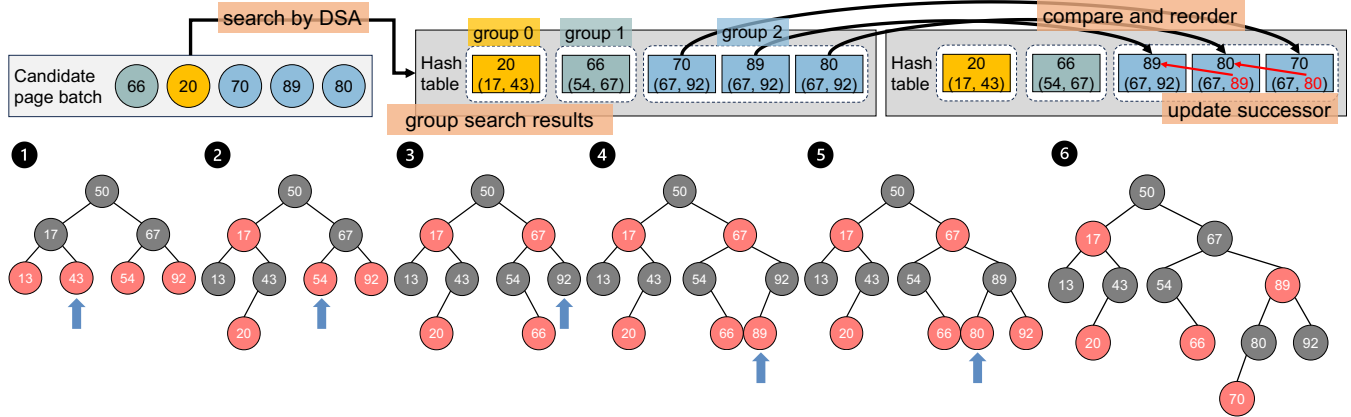 search by DSA
Candidate
page batch
66 20 70 89 80
group 0 group 1 group 2
Hash
table
20
(17, 43)
66
(54, 67)
70
(67, 92)
89
(67, 92)
80
(67, 92)
group search results
compare and reorder
Hash
table
20
(17, 43)
66
(54, 67)
89
(67, 92)
80
(67, 89)
70
(67, 80)
update successor
1
50
17 67
13 43 54 92
2
50
17 67
13 43 54 92
20
3
50
17 67
13 43 54 92
20 66
4
50
17 67
13 43 54 92
20 66 89
5
50
17 67
13 43 54 89
20 66 80 92
6
50
17 67
13 43 54 89
20 66 80 92
70